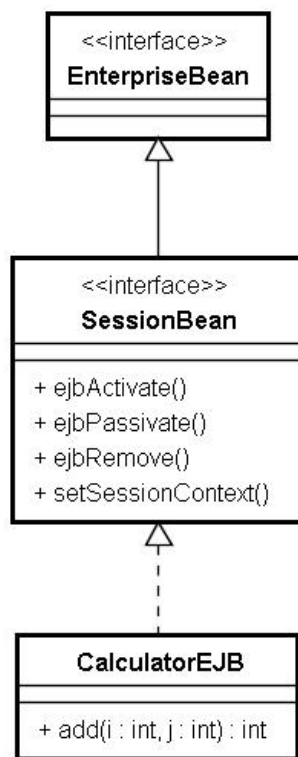 <<interface>>
EnterpriseBean
<<interface>>
SessionBean
+ ejbActivate()
+ ejbPassivate()
+ ejbRemove()
+ setSessionContext()
CalculatorEJB
+ add(i : int, j : int) : int